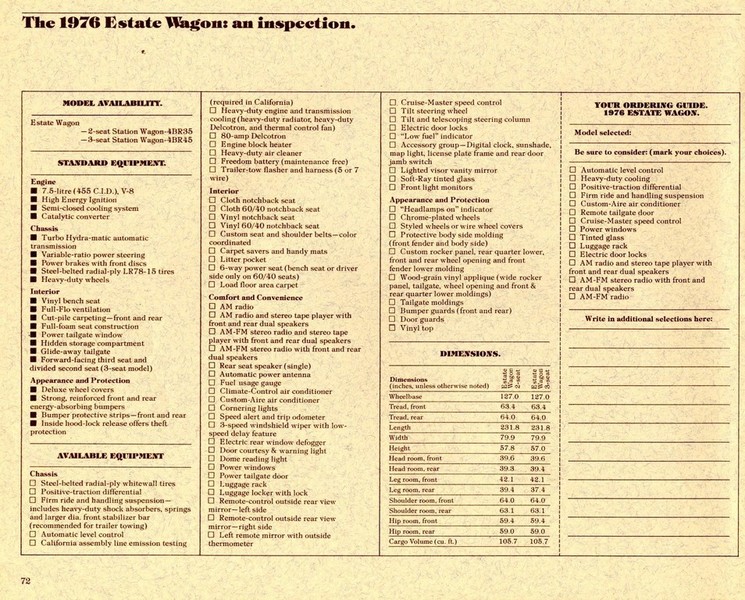 The 1976 Estate Wagon: an inspection.
MODEL AVAILABILITY.
Estate Wagon
—2-seat Station Wagon-4BR35
—3-seat Station Wagon-4BR45
STANDARD EQUIPMENT.
Engine
■ 7.5-litre (455 C.I.D.), V-8
■ High Energy Ignition
■ Semi-closed cooling system
■ Catalytic converter
Chassis
■ Turbo Hydra-matic automatic
transmission
■ Variable-ratio power steering
■ Power brakes with front discs
■ Steel-belted radial-ply LR78-15 tires
■ Heavy-duty wheels
Interior
■ Vinyl bench seat
■ Full-Flo ventilation
■ Cut-pile carpeting—front and rear
■ Full-foam seat construction
■ Power tailgate window
■ Hidden storage compartment
■ Glide-away tailgate
■ Forward-facing third seat and
divided second seat (3-seat model)
Appearance and Protection
■ Deluxe wheel covers
■ Strong, reinforced front and rear
energy-absorbing bumpers
■ Bumper protective strips—front and rear
■ Inside hood-lock release offers theft
protection
AVAILABLE EQUIPMENT
Chassis
□ Steel-belted radial-ply whitewall tires
□ Positive-traction differential
□ Firm ride and handling suspension—
includes heavy-duty shock absorbers, springs
and larger dia. front stabilizer bar
(recommended for trailer towing)
□ Automatic level control
□ California assembly line emission testing
(required in California)
□ Heavy-duty engine and transmission
cooling (heavy-duty radiator, heavy-duty
Delcotron, and thermal control fan)
□ 80-amp Delcotron
□ Engine block heater
□ Heavy-duty air cleaner
□ Freedom battery (maintenance free)
□ Trailer-tow flasher and harness (5 or 7
wire)
Interior
□ Cloth notchback seat
□ Cloth 60/40 notchback seat
□ Vinyl notchback seat
□ Vinyl 60/40 notchback seat
□ Custom seat and shoulder belts—color
coordinated
□ Carpet savers and handy mats
□ Litter pocket
□ 6-way power seat (bench seat or driver
side only on 60/40 seats)
□ Load floor area carpet
Comfort and Convenience
□ AM radio
□ AM radio and stereo tape player with
front and rear dual speakers
□ AM-FM stereo radio and stereo tape
player with front and rear dual speakers
□ AM-FM stereo radio with front and rear
dual speakers
□ Rear seat speaker (single)
□ Automatic power antenna
□ Fuel usage gauge
□ Climate-Control air conditioner
□ Custom-Aire air conditioner
□ Cornering lights
□ Speed alert and trip odometer
□ 3-speed windshield wiper with low-
speed delay feature
□ Electric rear window defogger
□ Door courtesy & warning light
□ Dome reading light
□ Power windows
□ Power tailgate door
□ Luggage rack
□ Luggage locker with lock
□ Remote-control outside rear view
mirror—left side
□ Remote-control outside rear view
mirror—right side
□ Left remote mirror with outside
thermometer
□ Cruise-Master speed control
□ Tilt steering wheel
□ Tilt and telescoping steering column
□ Electric door locks
□ "Low fuel" indicator
□ Accessory group—Digital clock, sunshade,
map light, license plate frame and rear door
jamb switch
□ Lighted visor vanity mirror
□ Soft-Ray tinted glass
□ Front light monitors
Appearance and Protection
□ "Headlamps on" indicator
□ Chrome-plated wheels
□ Styled wheels or wire wheel covers
□ Protective body side molding
(front fender and body side)
□ Custom rocker panel, rear quarter lower,
front and rear wheel opening and front
fender lower molding
□ Wood-grain vinyl applique (wide rocker
panel, tailgate, wheel opening and front &
rear quarter lower moldings)
□ Tailgate moldings
□ Bumper guards (front and rear)
□ Door guards
□ Vinyl top
DIMENSIONS.
Dimensions
(inches, unless otherwise noted)
Estate Wagon 2-seat
Estate Wagon 3-seat
Wheelbase 127.0 127.0
Tread, front 63.4 63.4
Tread, rear 64.0 64.0
Length 231.8 231.8
Width 79.9 79.9
Height 57.8 57.0
Head room, front 39.6 39.6
Head room, rear 39.3 39.4
Leg room, front 42.1 42.1
Leg room, rear 39.4 37.4
Shoulder room, front 64.0 64.0
Shoulder room, rear 63.1 63.1
Hip room, front 59.4 59.4
Hip room, rear 59.0 59.0
Cargo Volume (cu. ft.) 105.7 105.7
YOUR ORDERING GUIDE.
1976 ESTATE WAGON.
Model selected:
Be sure to consider: (mark your choices).
□ Automatic level control
□ Heavy-duty cooling
□ Positive-traction differential
□ Firm ride and handling suspension
□ Custom-Aire air conditioner
□ Remote tailgate door
□ Cruise-Master speed control
□ Power windows
□ Tinted glass
□ Luggage rack
□ Electric door locks
□ AM radio and stereo tape player with
front and rear dual speakers
□ AM-FM stereo radio with front and
rear dual speakers
□ AM-FM radio
Write in additional selections here:
72